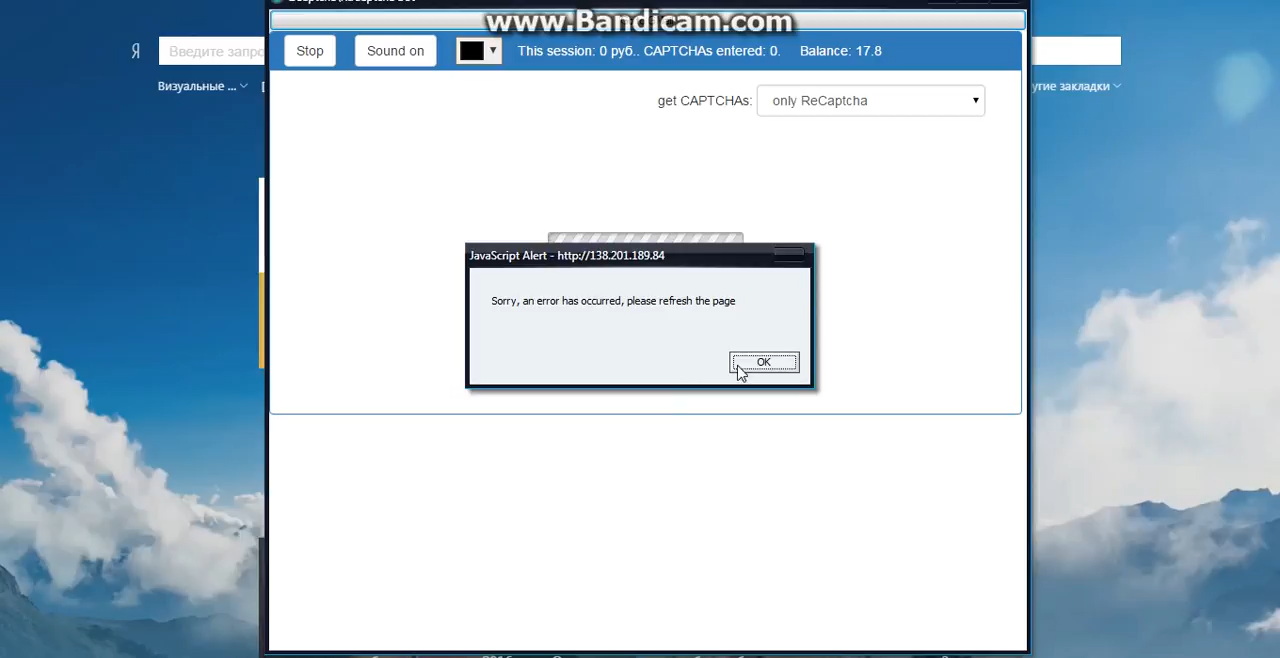 www.Bandicam.com
Я
Введите запро
Stop
Sound on
This session: 0 руб.. CAPTCHAs entered: 0.
Balance: 17.8
Визуальные ...
угие закладки
get CAPTCHAs:
only ReCaptcha
JavaScript Alert - http://138.201.189.84
Sorry, an error has occurred, please refresh the page
OK